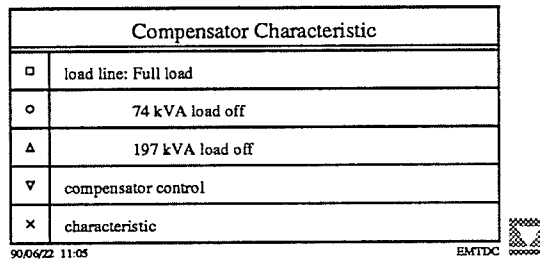 Compensator Characteristic
load line: Full load
74 kVA load off
197 kVA load off
compensator control
characteristic
90/06/22 11:05 EMTDC